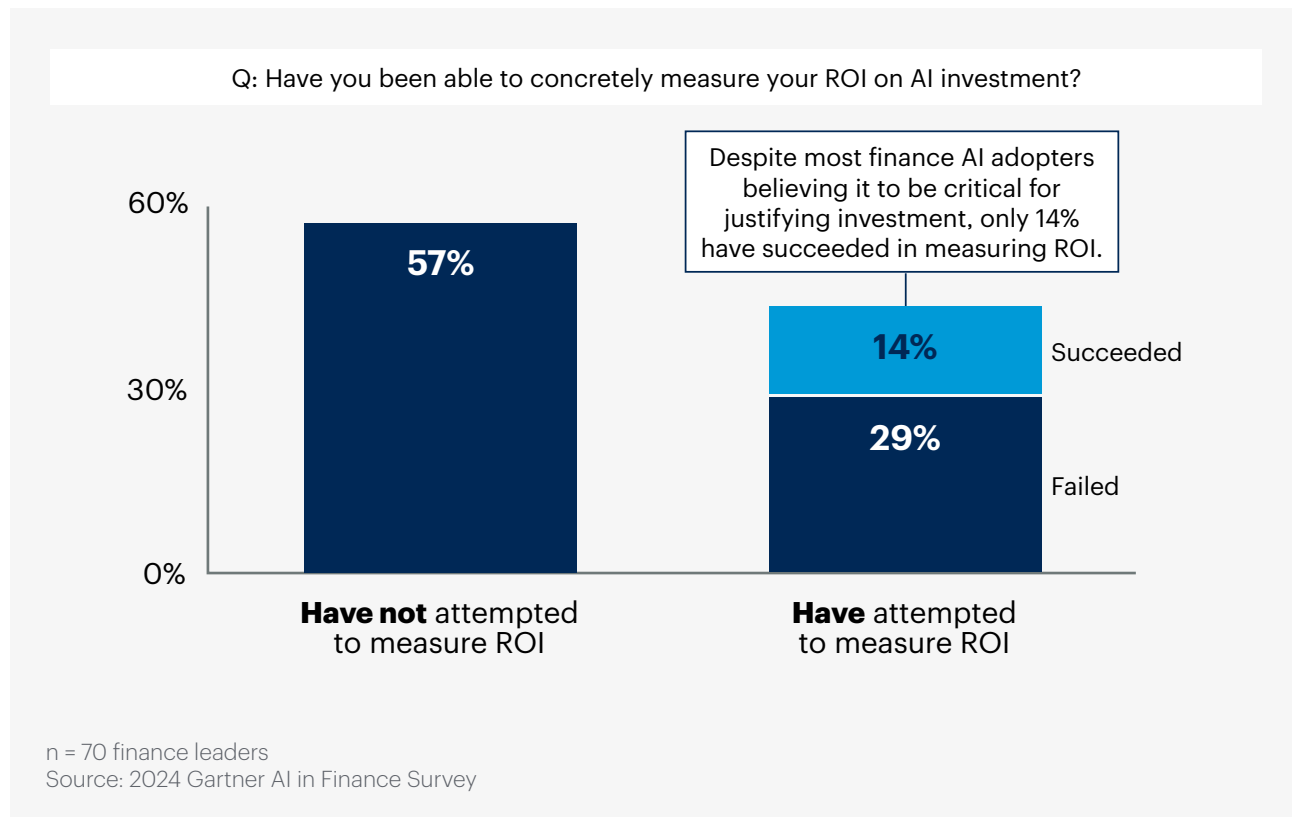 Q: Have you been able to concretely measure your ROI on AI investment?
Despite most finance AI adopters
believing it to be critical for
justifying investment, only 14%
have succeeded in measuring ROI.
60%
57%
14%
Succeeded
30%
29%
Failed
0%
Have not attempted
to measure ROI
Have attempted
to measure ROI
n = 70 finance leaders
Source: 2024 Gartner AI in Finance Survey